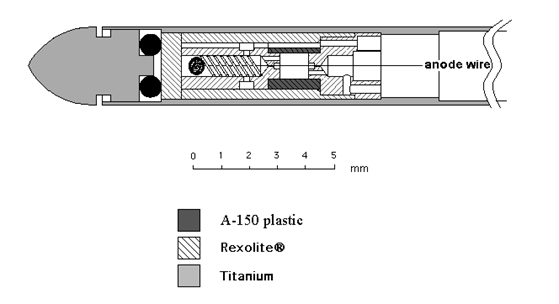 anode wire
0 1 2 3 4 5
mm
A-150 plastic
Rexolite®
Titanium